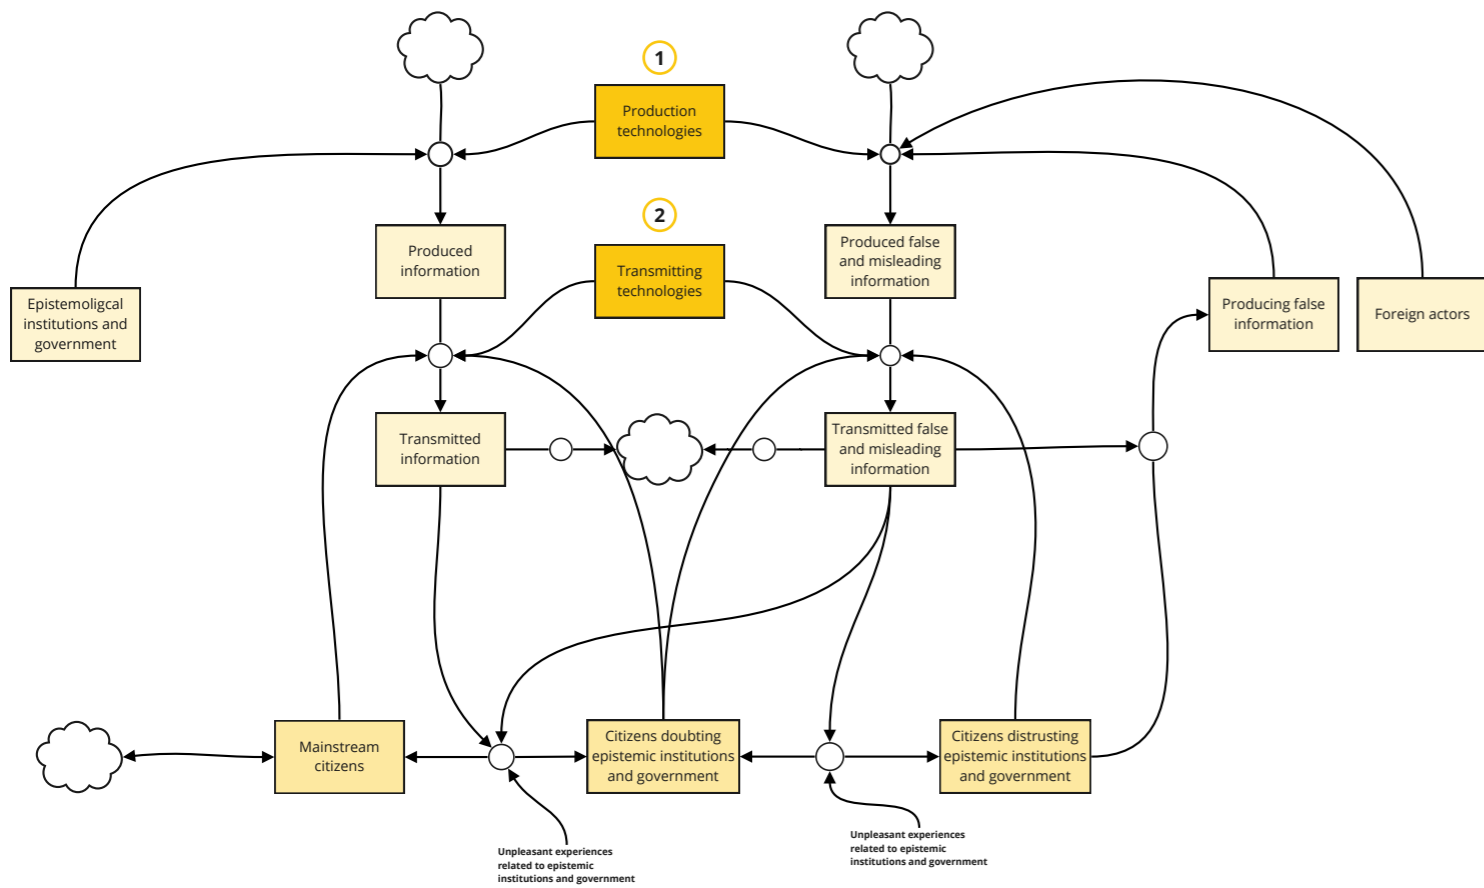 1
Production
technologies
2
Produced
information
Transmitting
technologies
Produced false
and misleading
information
Epistemoligcal
institutions and
government
Producing false
information
Foreign actors
Transmitted
information
Transmitted false
and misleading
information
Mainstream
citizens
Citizens doubting
epistemic institutions
and government
Citizens distrusting
epistemic institutions
and government
Unpleasant experiences
related to epistemic
institutions and government
Unpleasant experiences
related to epistemic
institutions and government